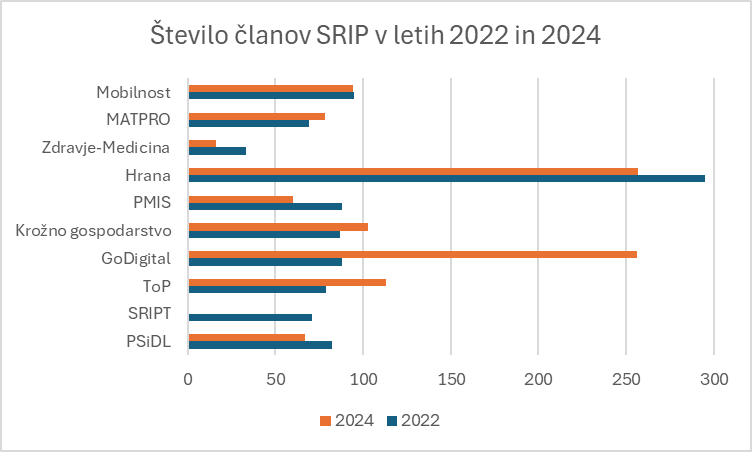 Število članov SRIP v letih 2022 in 2024
Mobilnost
MATPRO
Zdravje-Medicina
Hrana
PMIS
Krožno gospodarstvo
GoDigital
ToP
SRIPT
PSiDL
0 50 100 150 200 250 300
2024 2022